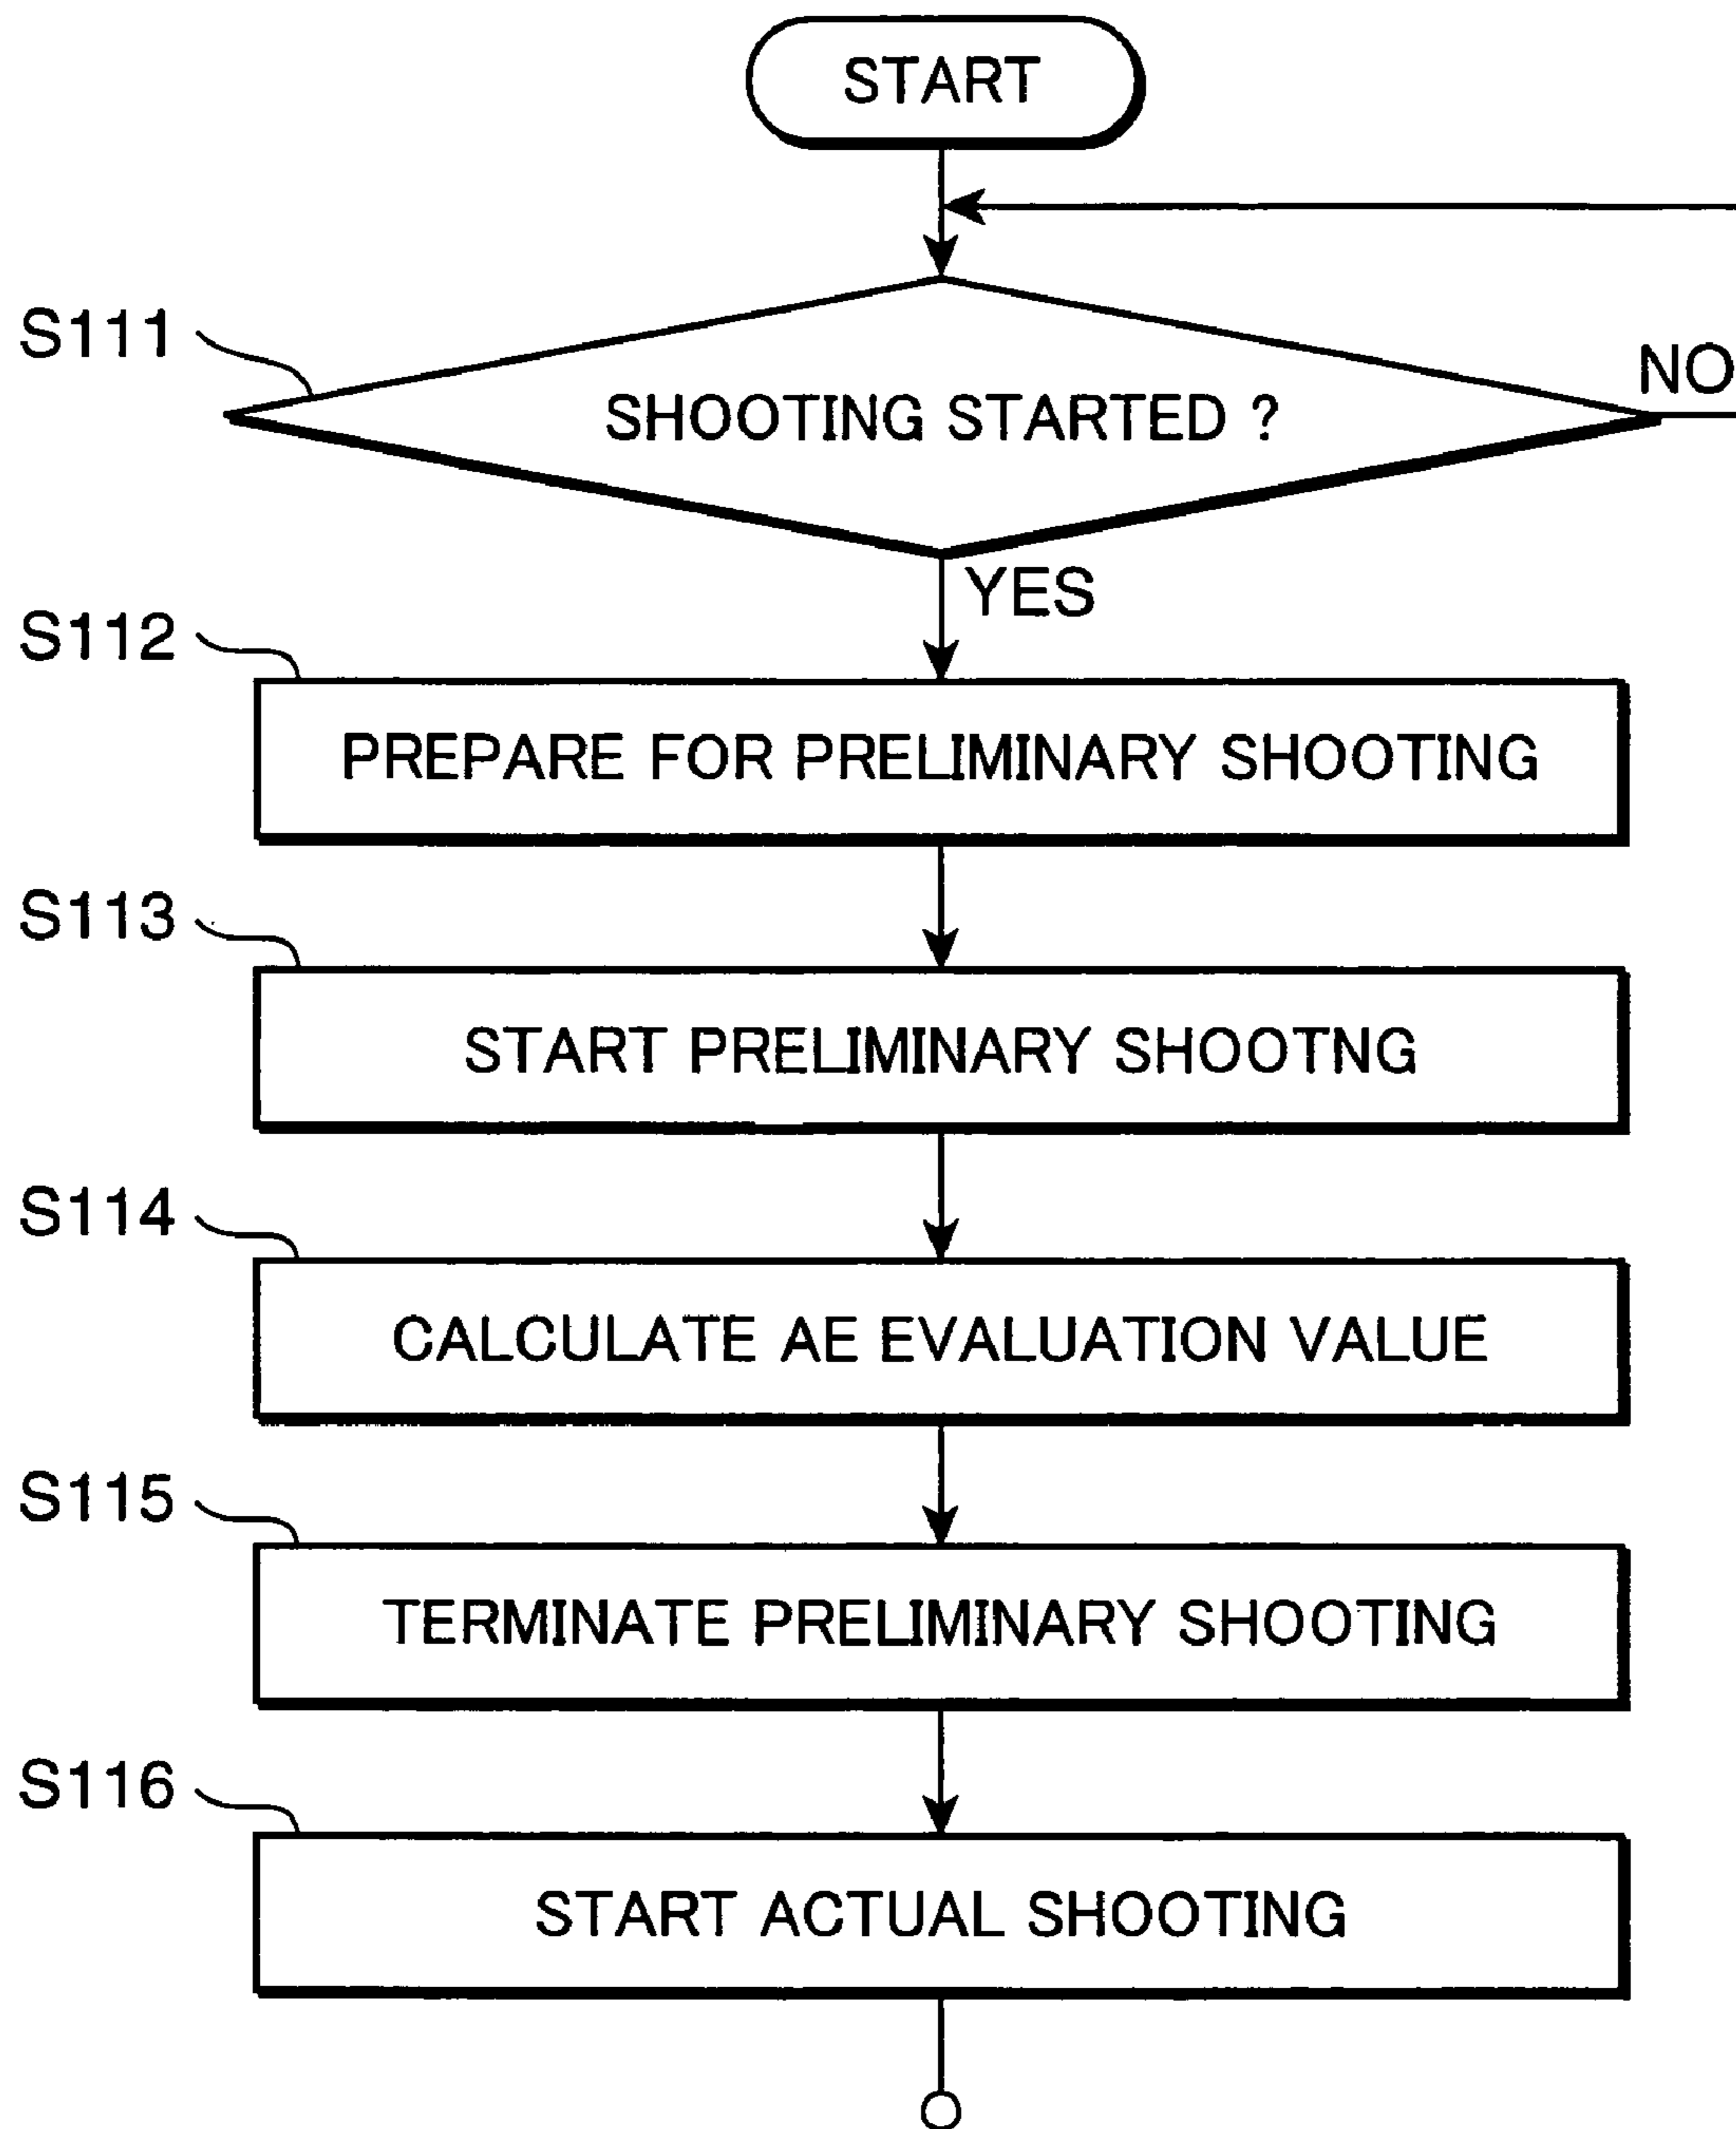 START
S111
SHOOTING STARTED ?
NO
YES
S112
PREPARE FOR PRELIMINARY SHOOTING
S113
START PRELIMINARY SHOOTNG
S114
CALCULATE AE EVALUATION VALUE
S115
TERMINATE PRELIMINARY SHOOTING
S116
START ACTUAL SHOOTING